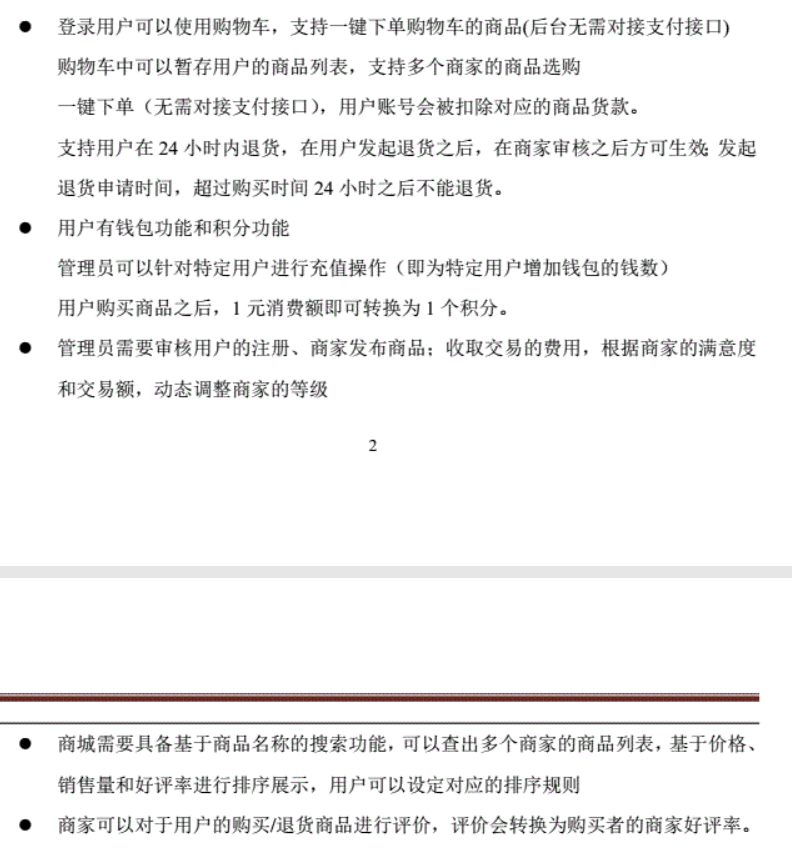 ● 登录用户可以使用购物车，支持一键下单购物车的商品(后台无需对接支付接口)
购物车中可以暂存用户的商品列表，支持多个商家的商品选购
一键下单（无需对接支付接口），用户账号会被扣除对应的商品货款。
支持用户在 24 小时内退货，在用户发起退货之后，在商家审核之后方可生效；发起
退货申请时间，超过购买时间 24 小时之后不能退货。
● 用户有钱包功能和积分功能
管理员可以针对特定用户进行充值操作（即为特定用户增加钱包的钱数）
用户购买商品之后，1 元消费额即可转换为 1 个积分。
● 管理员需要审核用户的注册、商家发布商品；收取交易的费用，根据商家的满意度
和交易额，动态调整商家的等级
2
● 商城需要具备基于商品名称的搜索功能，可以查出多个商家的商品列表，基于价格、
销售量和好评率进行排序展示，用户可以设定对应的排序规则
● 商家可以对于用户的购买/退货商品进行评价，评价会转换为购买者的商家好评率。